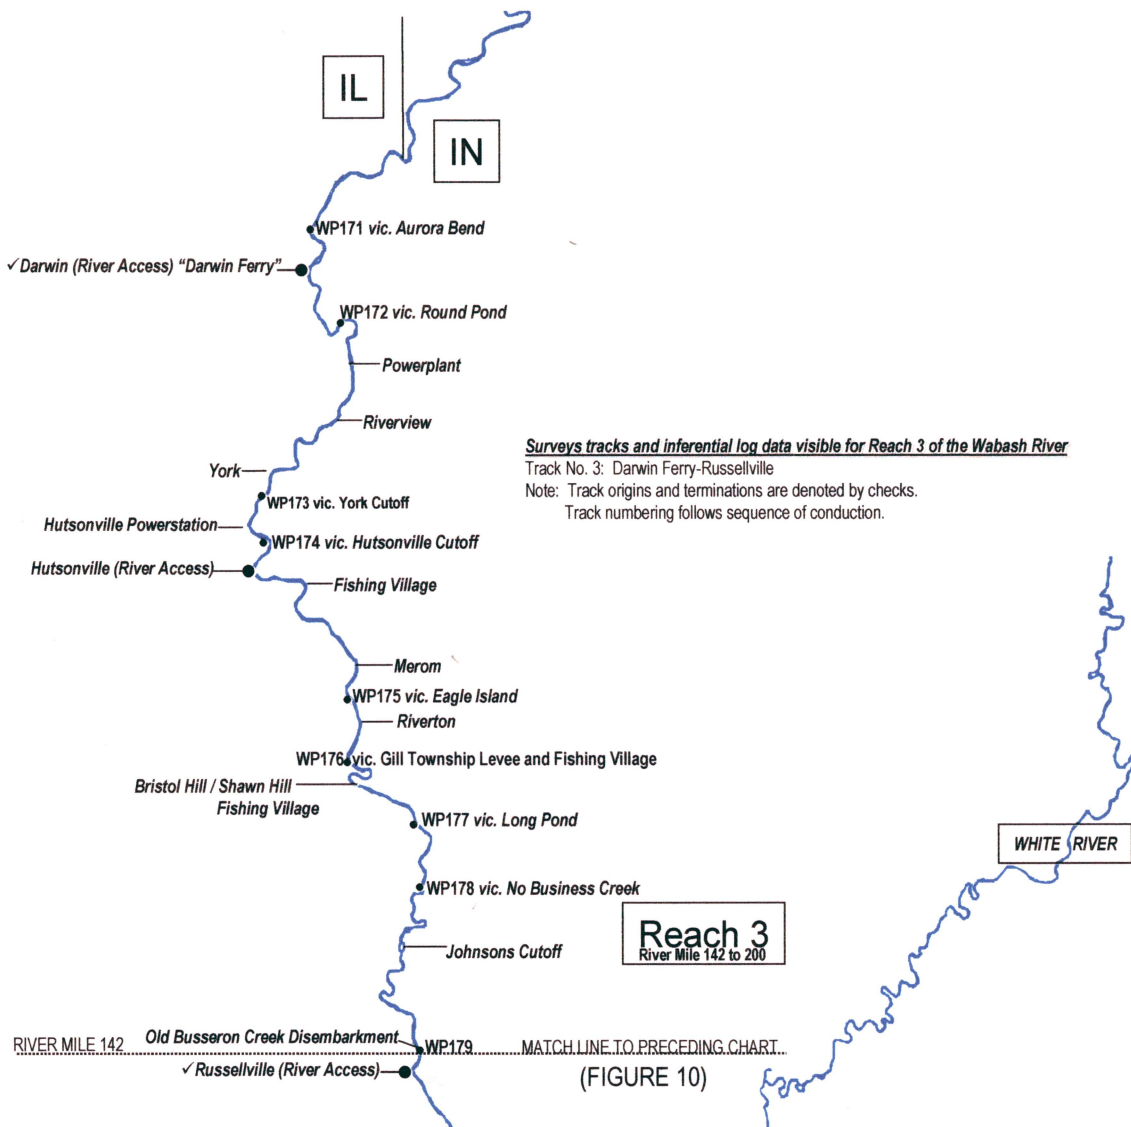 IL
IN
WP171 vic. Aurora Bend
✓Darwin (River Access) “Darwin Ferry”
WP172 vic. Round Pond
Powerplant
Riverview
Surveys tracks and inferential log data visible for Reach 3 of the Wabash River
Track No. 3: Darwin Ferry-Russellville
Note: Track origins and terminations are denoted by checks.
Track numbering follows sequence of conduction.
York
WP173 vic. York Cutoff
Hutsonville Powerstation
WP174 vic. Hutsonville Cutoff
Hutsonville (River Access)
Fishing Village
Merom
WP175 vic. Eagle Island
Riverton
WP176 vic. Gill Township Levee and Fishing Village
Bristol Hill / Shawn Hill
Fishing Village
WP177 vic. Long Pond
WHITE RIVER
WP178 vic. No Business Creek
Reach 3
River Mile 142 to 200
Johnsons Cutoff
Old Busseron Creek Disembarkment
RIVER MILE 142
WP179
MATCH LINE TO PRECEDING CHART
✓Russellville (River Access)
(FIGURE 10)